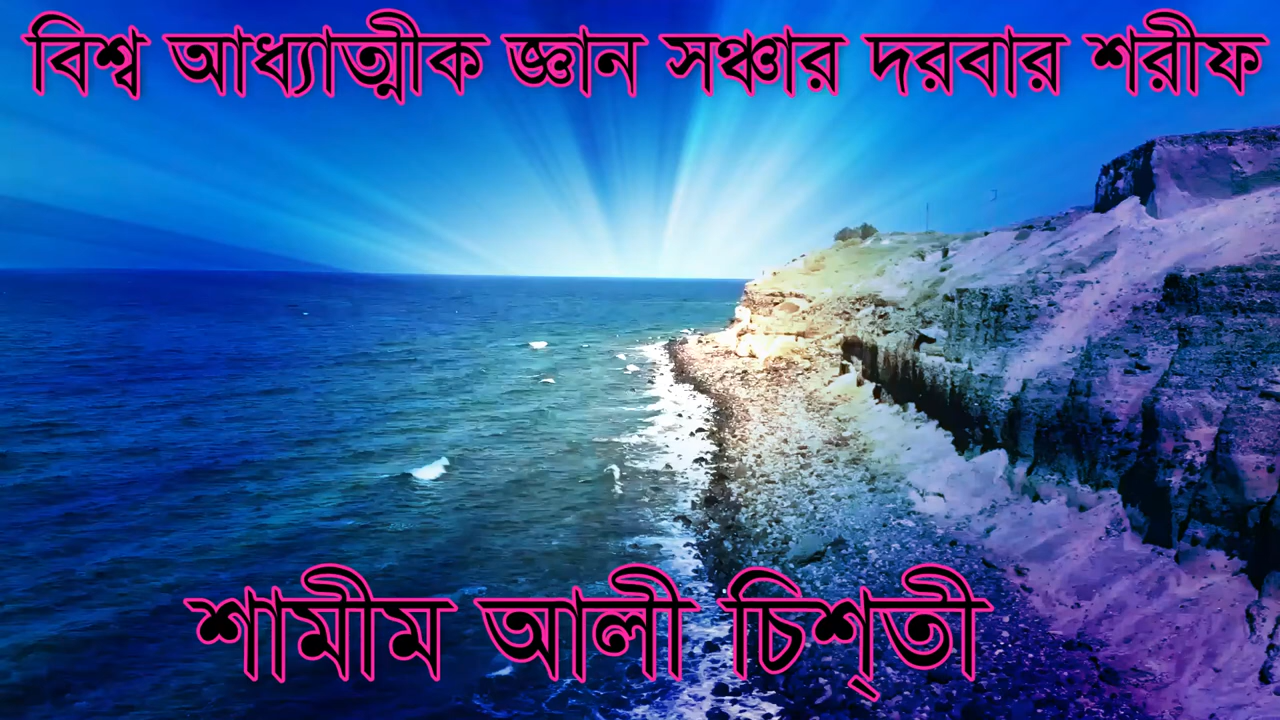 বিশ্ব আধ্যাত্মীক জ্ঞান সঞ্চার দরবার শরীফ
শামীম আলী চিশ্‌তী